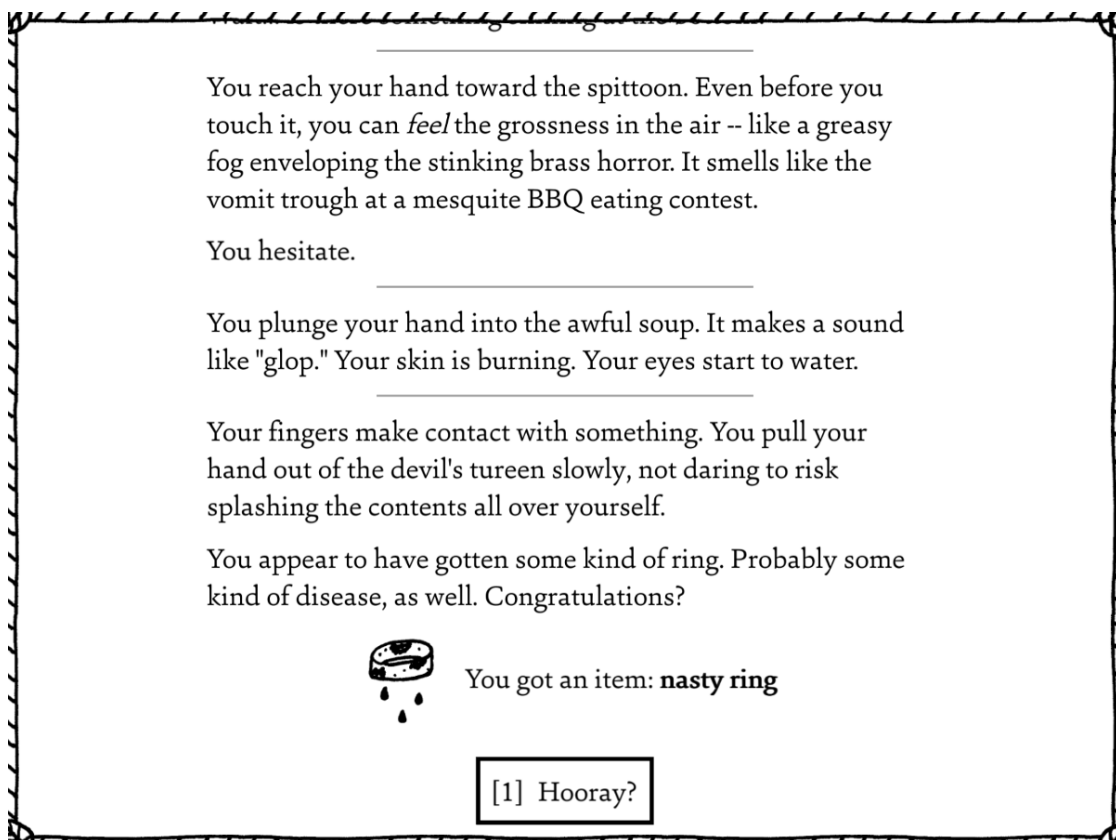 You reach your hand toward the spittoon. Even before you
touch it, you can feel the grossness in the air -- like a greasy
fog enveloping the stinking brass horror. It smells like the
vomit trough at a mesquite BBQ eating contest.
You hesitate.
You plunge your hand into the awful soup. It makes a sound
like "glop." Your skin is burning. Your eyes start to water.
Your fingers make contact with something. You pull your
hand out of the devil's tureen slowly, not daring to risk
splashing the contents all over yourself.
You appear to have gotten some kind of ring. Probably some
kind of disease, as well. Congratulations?
You got an item: nasty ring
[1] Hooray?